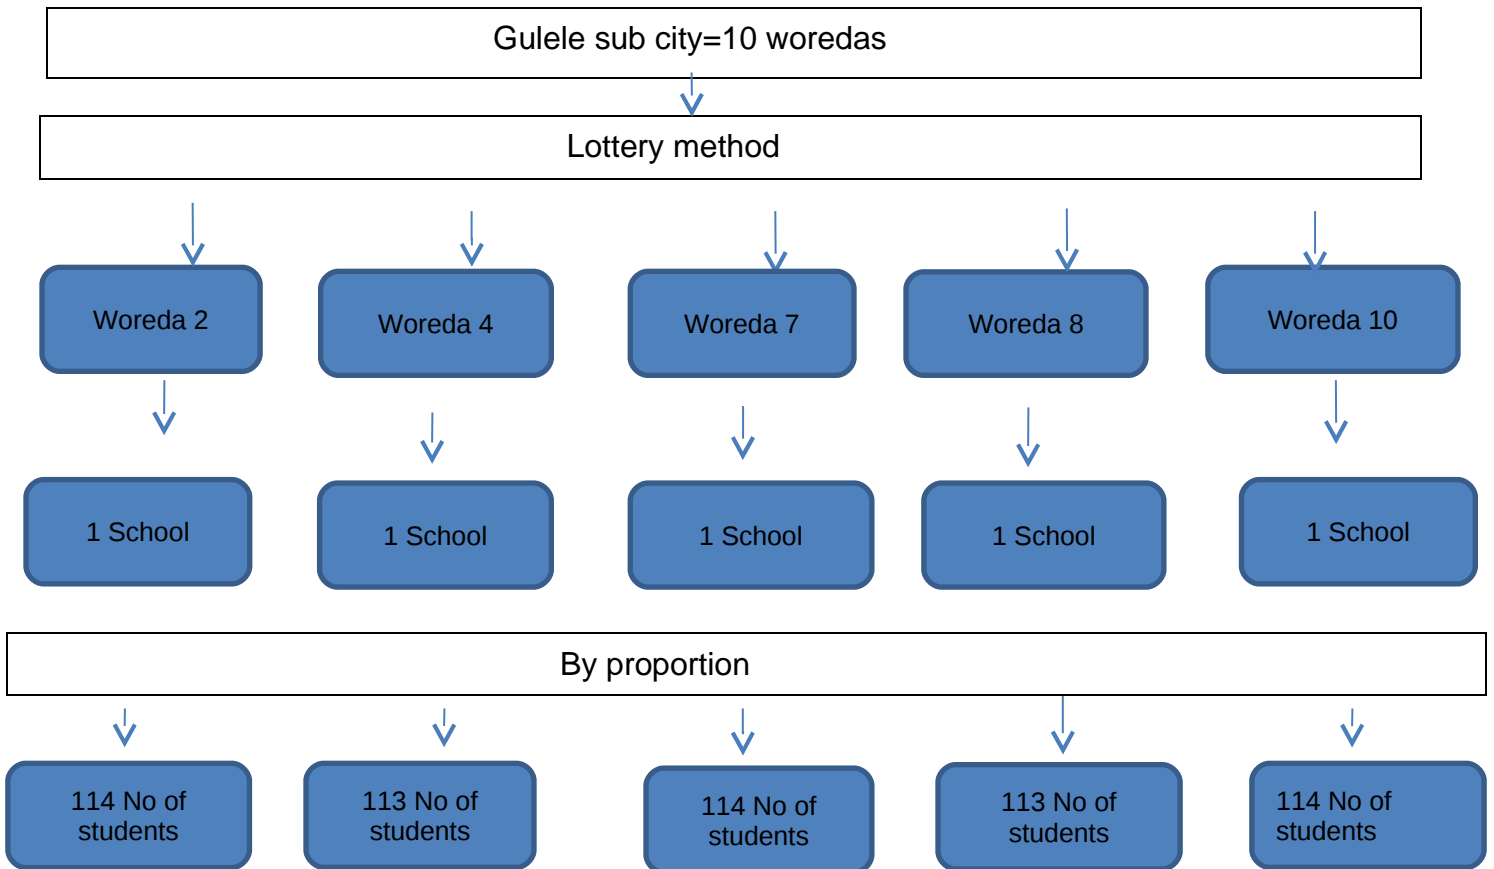 Gulele sub city=10 woredas
Lottery method
Woreda 2
Woreda 4
Woreda 7
Woreda 8
Woreda 10
1 School
1 School
1 School
1 School
1 School
By proportion
114 No of
students
113 No of
students
114 No of
students
113 No of
students
114 No of
students